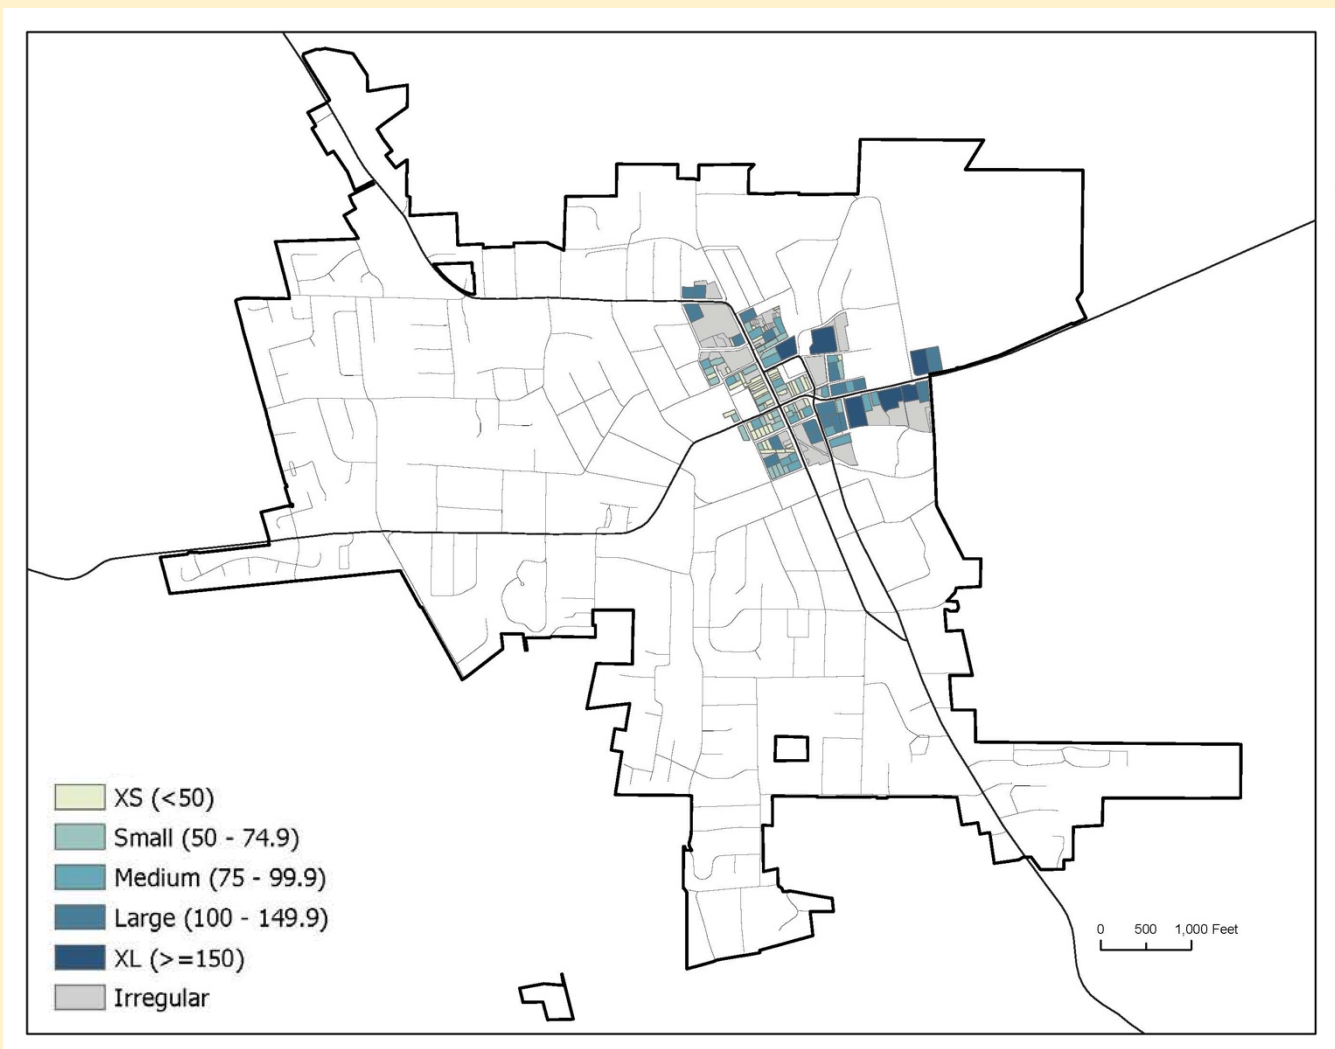 XS (<50)
Small (50 - 74.9)
Medium (75 - 99.9)
Large (100 - 149.9)
XL (>=150)
Irregular
0 500 1,000 Feet